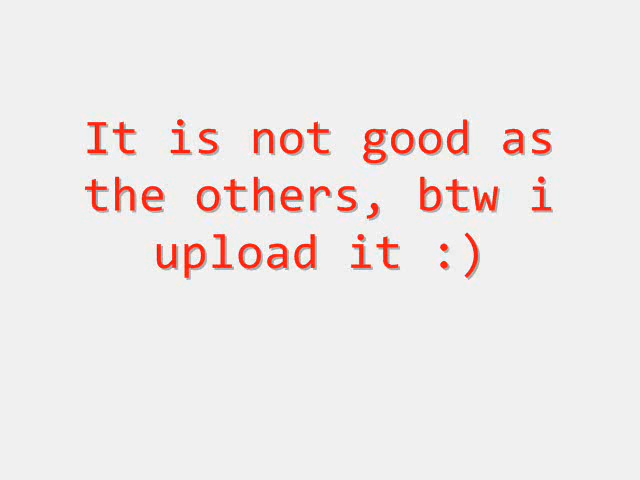 It is not good as
the others, btw i
upload it :)